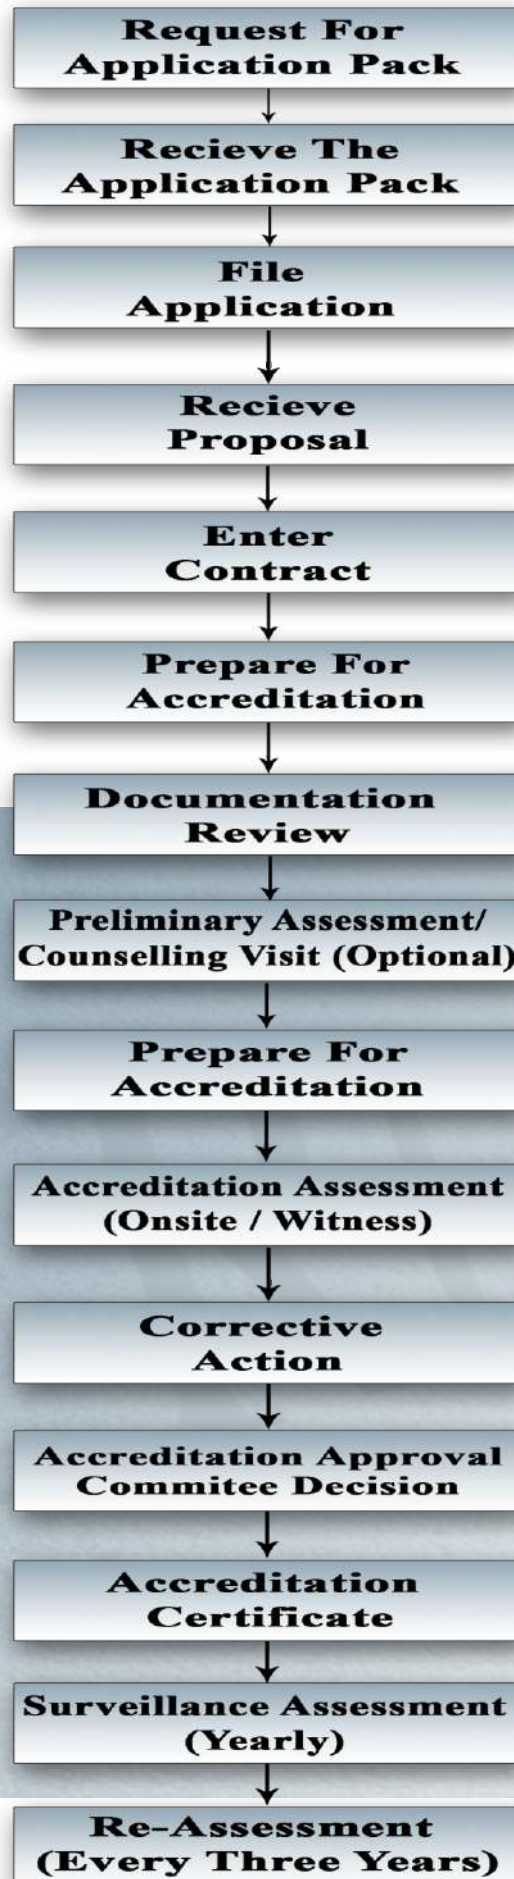 Request For
Application Pack
Recieve The
Application Pack
File
Application
Recieve
Proposal
Enter
Contract
Prepare For
Accreditation
Documentation
Review
Preliminary Assessment/
Counselling Visit (Optional)
Prepare For
Accreditation
Accreditation Assessment
(Onsite / Witness)
Corrective
Action
Accreditation Approval
Commitee Decision
Accreditation
Certificate
Surveillance Assessment
(Yearly)
Re-Assessment
(Every Three Years)